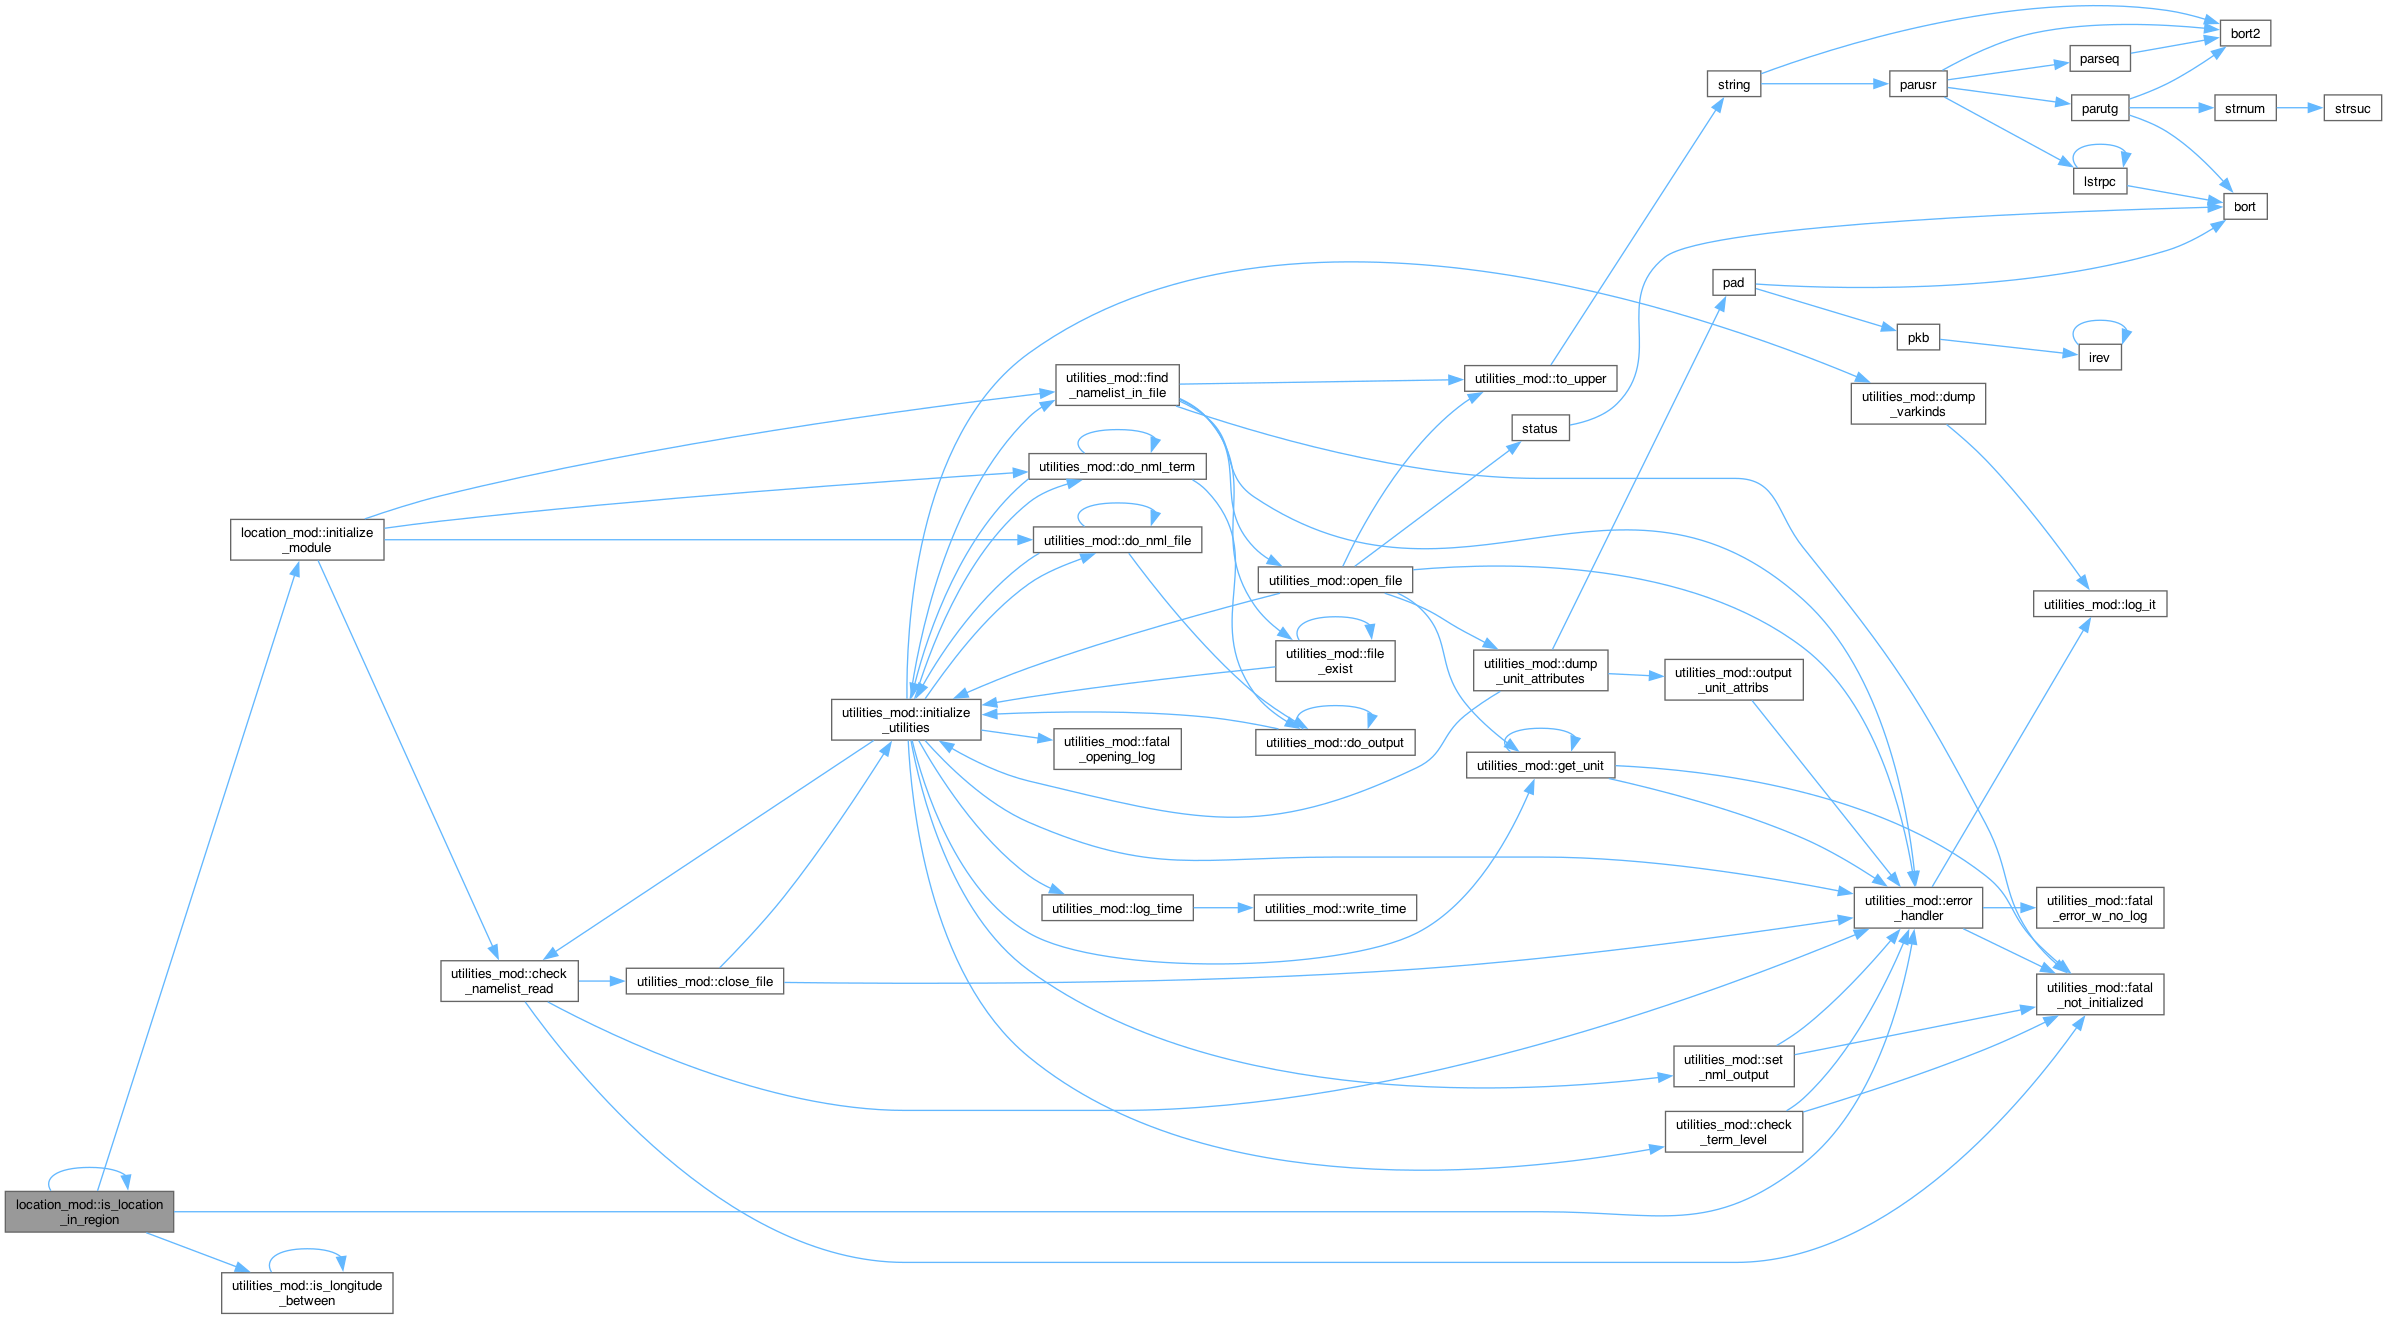 bort2
parseq
string
parusr
parutg
strnum
strsuc
lstrpc
bort
pad
pkb
irev
utilities_mod::find
_namelist_in_file
utilities_mod::to_upper
utilities_mod::dump
_varkinds
status
utilities_mod::do_nml_term
location_mod::initialize
_module
utilities_mod::do_nml_file
utilities_mod::open_file
utilities_mod::log_it
utilities_mod::file
_exist
utilities_mod::dump
_unit_attributes
utilities_mod::output
_unit_attribs
utilities_mod::initialize
_utilities
utilities_mod::fatal
_opening_log
utilities_mod::do_output
utilities_mod::get_unit
utilities_mod::log_time
utilities_mod::write_time
utilities_mod::error
_handler
utilities_mod::fatal
_error_w_no_log
utilities_mod::check
_namelist_read
utilities_mod::close_file
utilities_mod::fatal
_not_initialized
utilities_mod::set
_nml_output
utilities_mod::check
_term_level
location_mod::is_location
_in_region
utilities_mod::is_longitude
_between